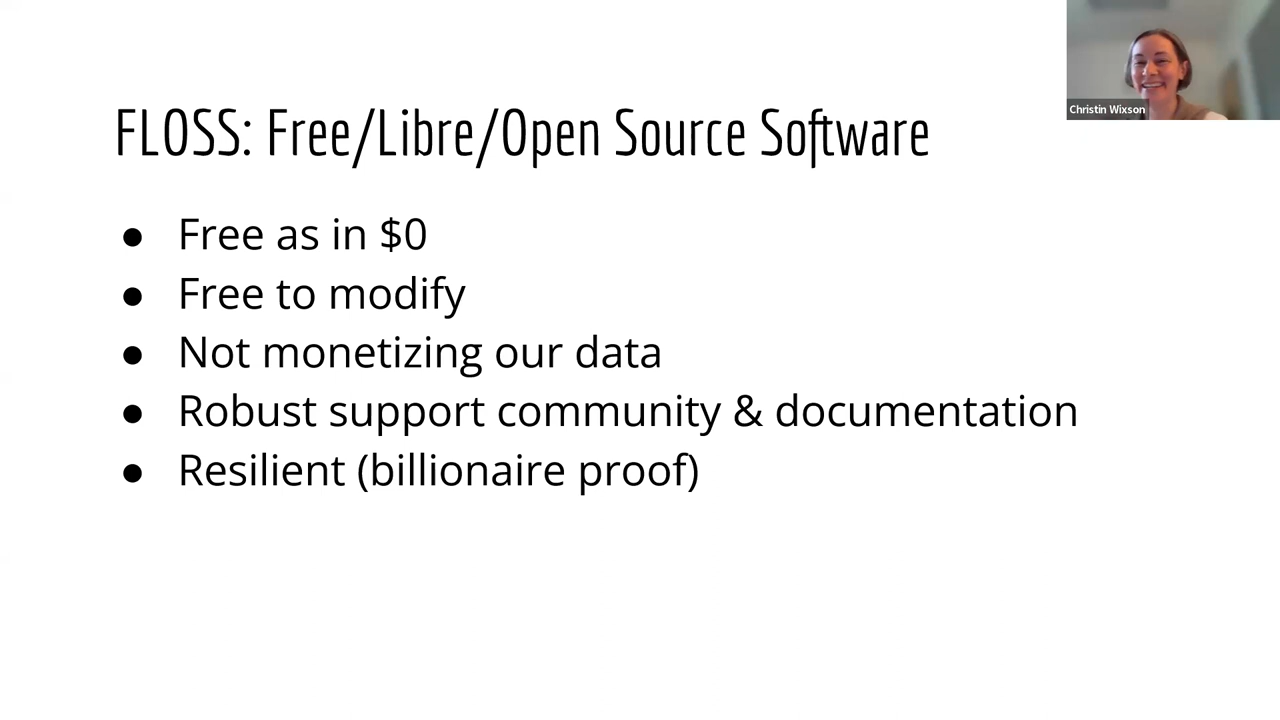 FLOSS: Free/Libre/Open Source Software
Christin Wixson
● Free as in $0
● Free to modify
● Not monetizing our data
● Robust support community & documentation
● Resilient (billionaire proof)